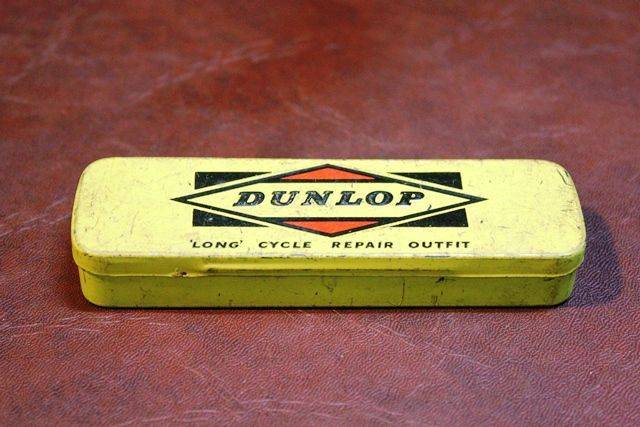 DUNLOP
'LONG' CYCLE REPAIR OUTFIT